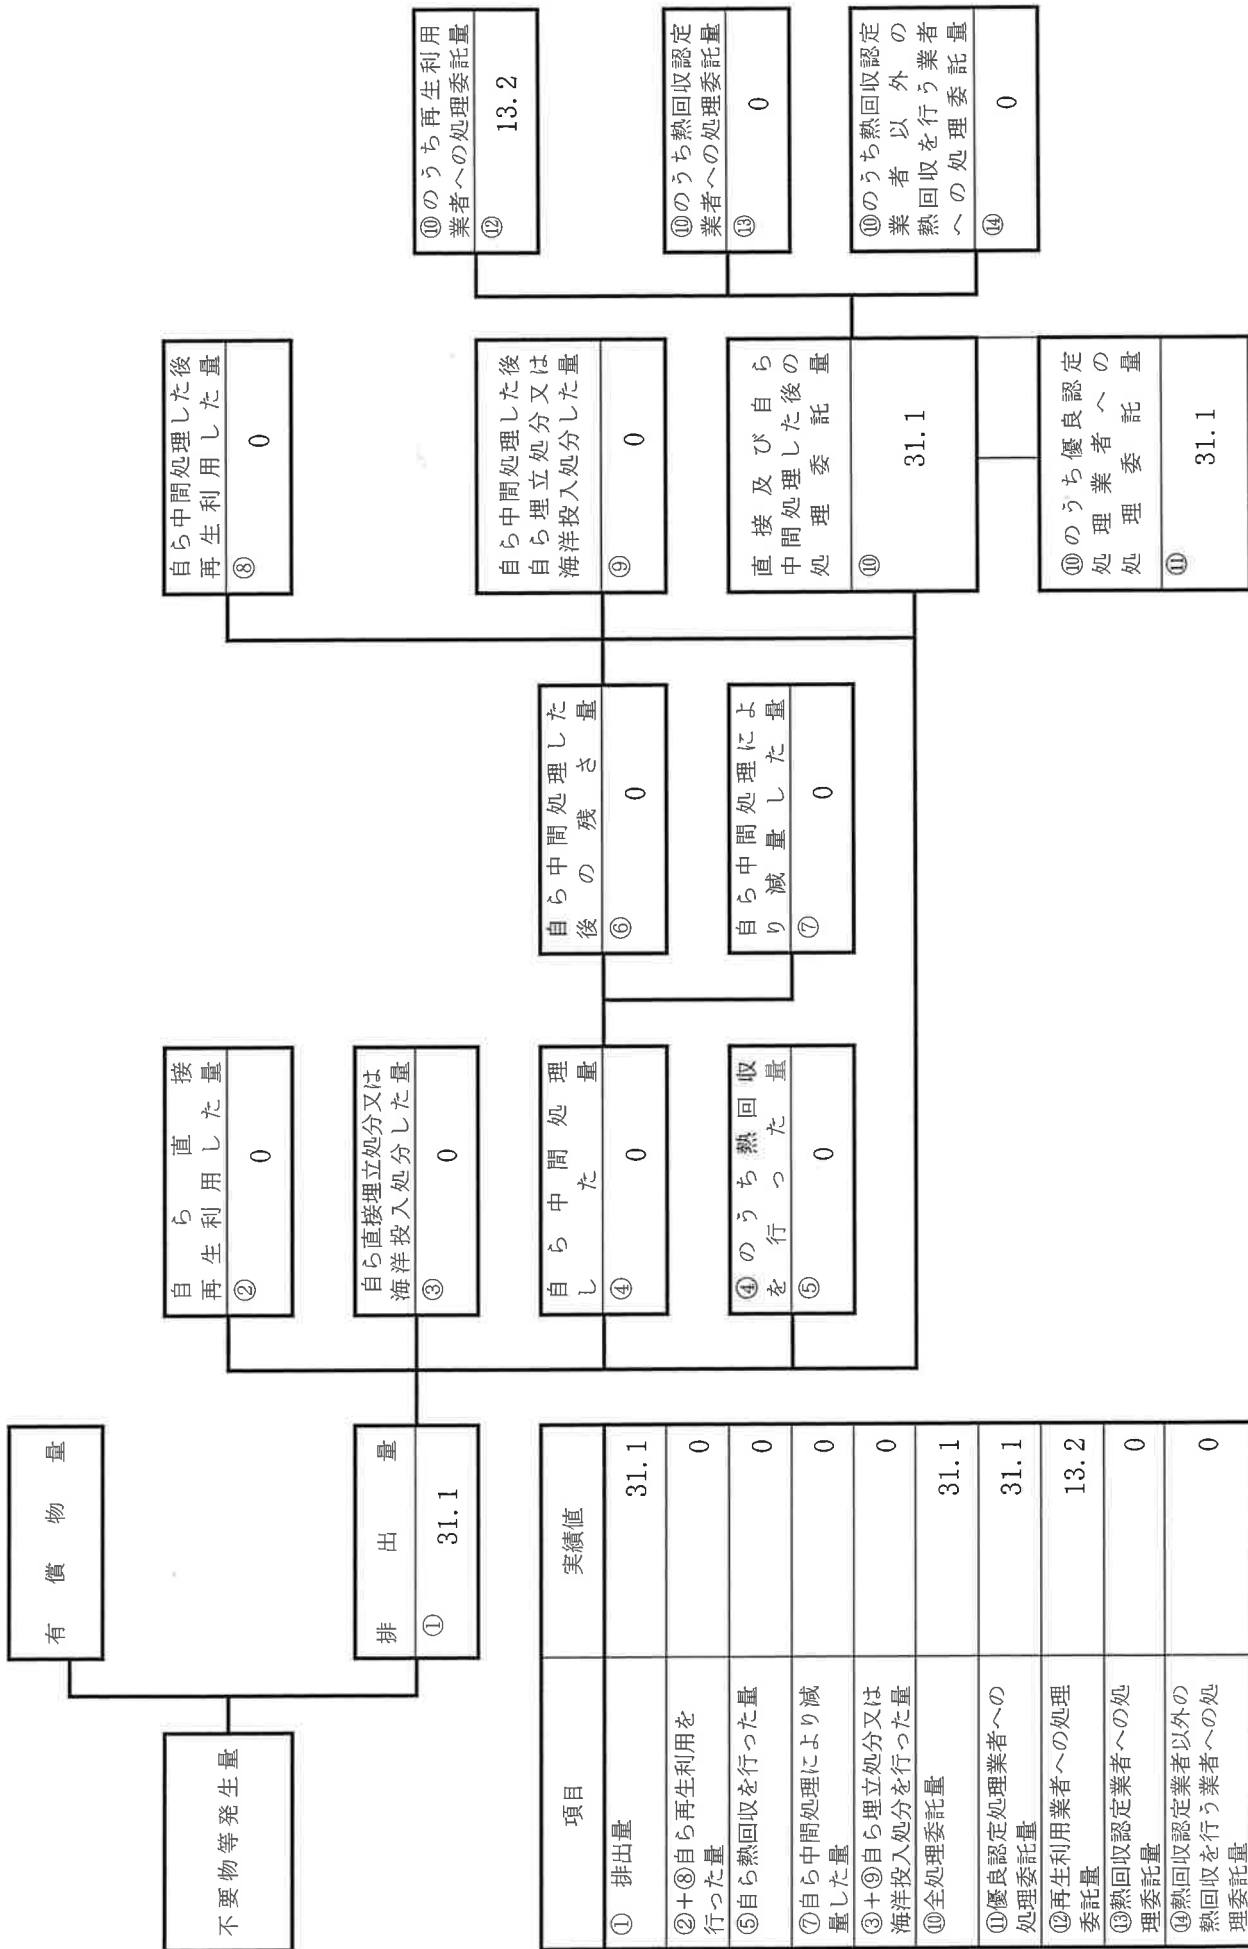 不要物等発生量
有償物量
排出量
① 31.1
自ら直接
再生利用した量
② 0
自ら直接埋立処分又は
海洋投入処分した量
③ 0
自ら中間処理
した量
④ 0
④のうち熱回収
を行った量
⑤ 0
自ら中間処理した
後の残さ量
⑥ 0
自ら中間処理によ
り減量した量
⑦ 0
自ら中間処理した後
再生利用した量
⑧ 0
自ら中間処理した後
自ら埋立処分又は
海洋投入処分した量
⑨ 0
直接及び自ら
中間処理した後の
処理委託量
⑩ 31.1
⑩のうち優良認定
処理業者への
処理委託量
⑪ 31.1
⑩のうち再生利用
業者への処理委託量
⑫ 13.2
⑩のうち熱回収認定
業者への処理委託量
⑬ 0
⑩のうち熱回収認定
業者以外の
熱回収を行う業者
への処理委託量
⑭ 0
項目 実績値
① 排出量 31.1
②+⑧自ら再生利用を
行った量 0
⑤自ら熱回収を行った量 0
⑦自ら中間処理により減
量した量 0
③+⑨自ら埋立処分又は
海洋投入処分を行った量 0
⑩全処理委託量 31.1
⑪優良認定処理業者への
処理委託量 31.1
⑫再生利用業者への処理
委託量 13.2
⑬熱回収認定業者への処
理委託量 0
⑭熱回収認定業者以外の
熱回収を行う業者への処
理委託量 0